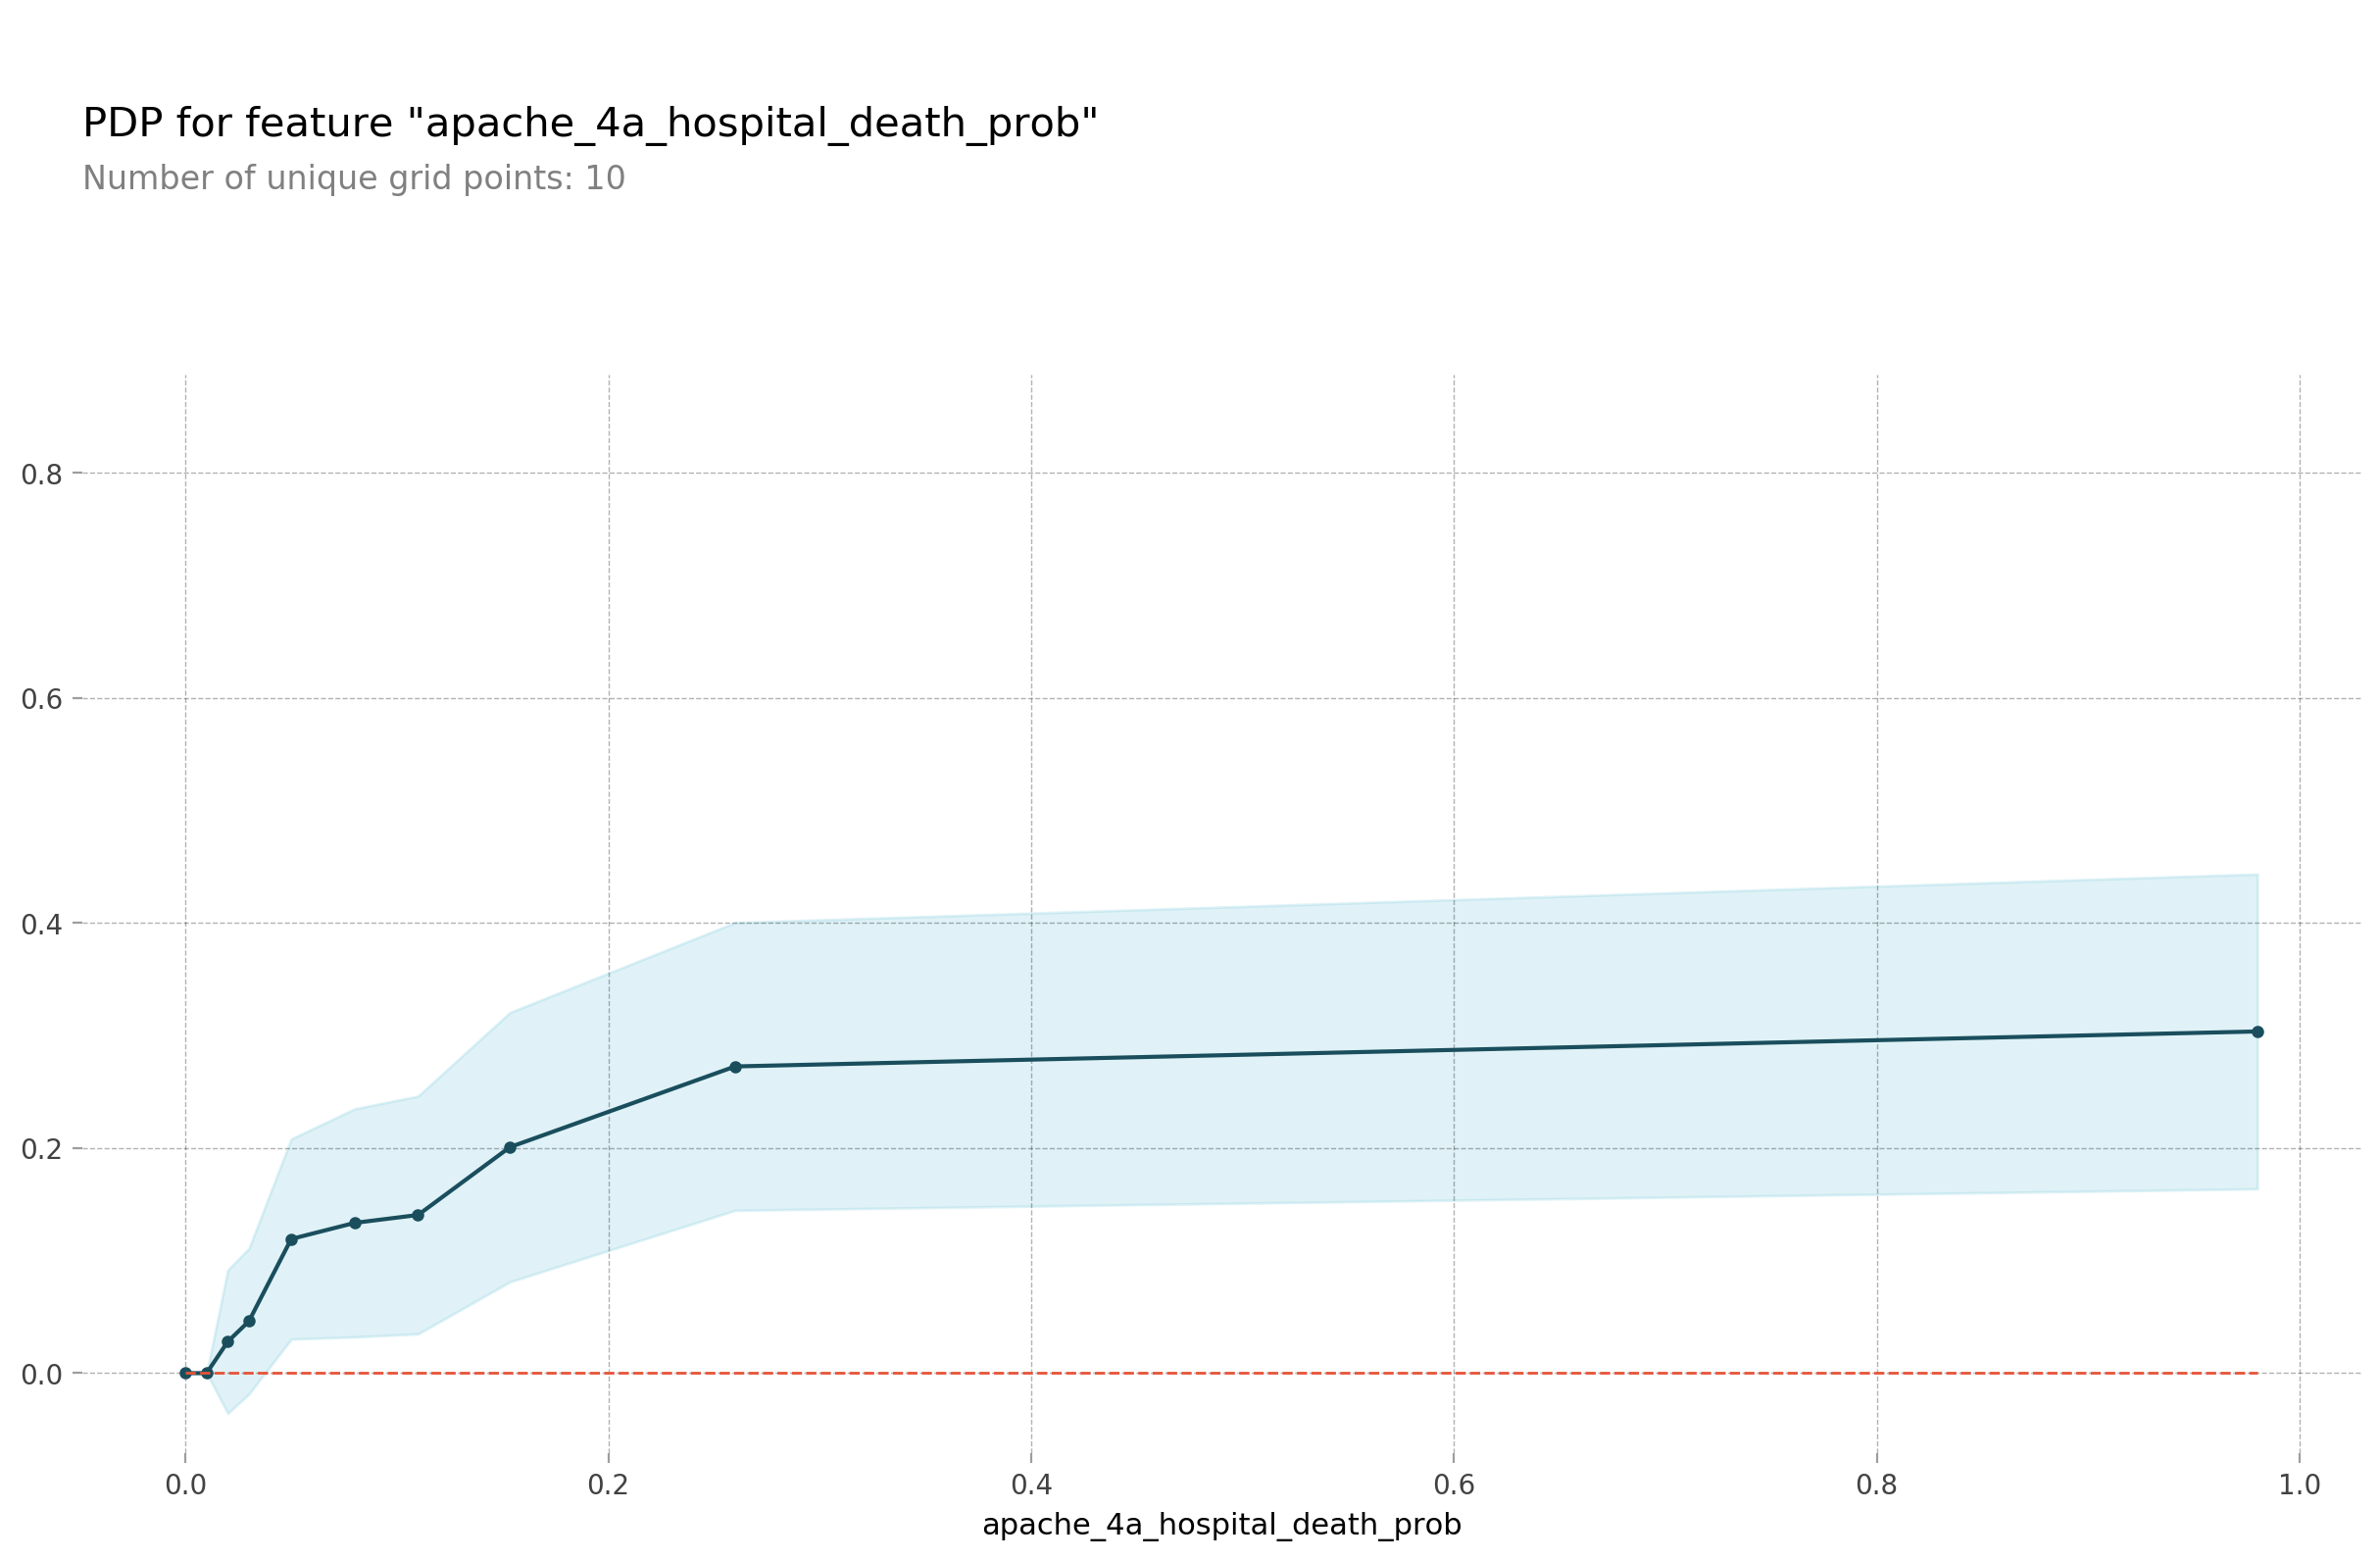 PDP for feature "apache_4a_hospital_death_prob"
Number of unique grid points: 10
0.8
0.6
0.4
0.2
0.0
0.0 0.2 0.4 0.6 0.8 1.0
apache_4a_hospital_death_prob